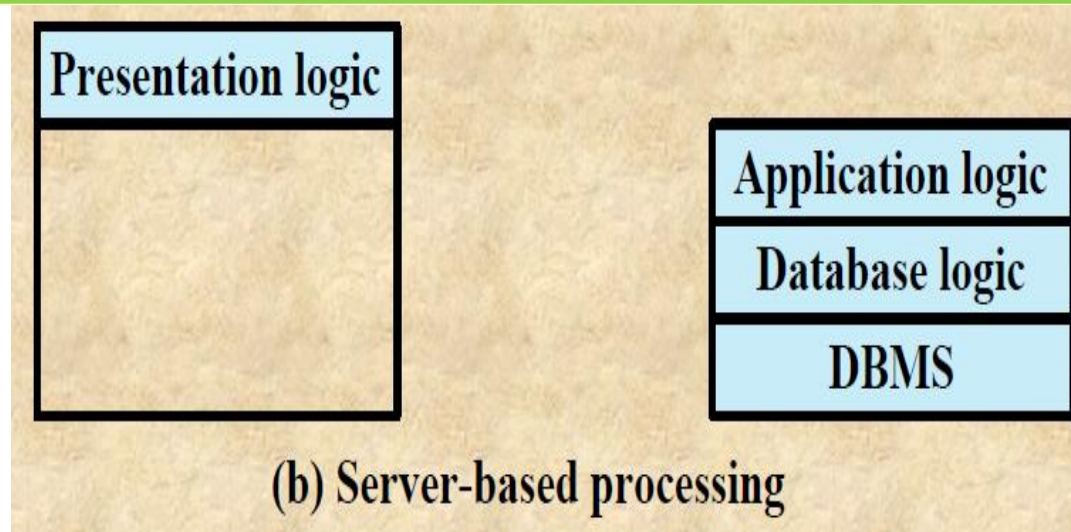 Presentation logic
Application logic
Database logic
DBMS
(b) Server-based processing